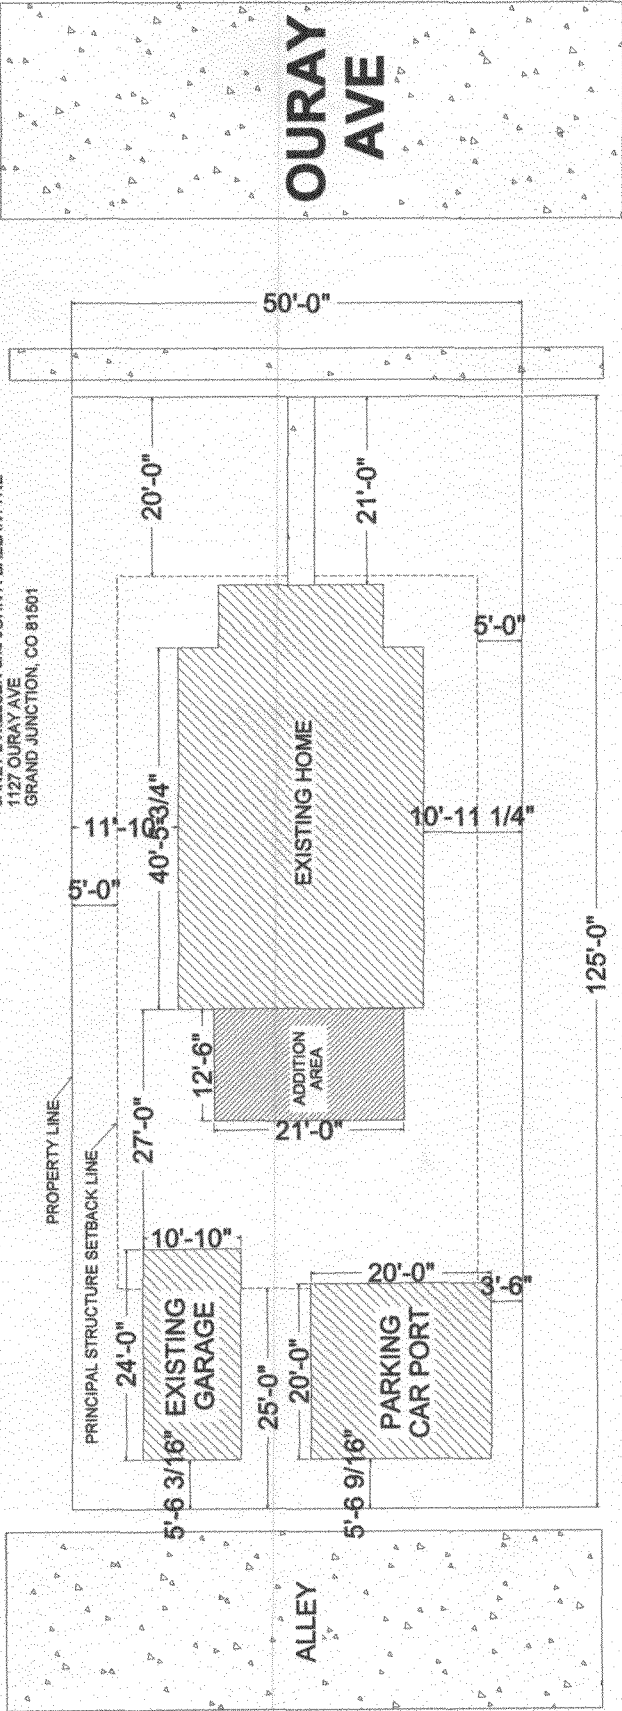 OURAY
AVE
50'-0"
1127 OURAY AVE
GRAND JUNCTION, CO 81501
20'-0"
21'-0"
5'-0"
EXISTING HOME
40'-5 3/4"
11'-10
10'-11 1/4"
5'-0"
125'-0"
PROPERTY LINE
PRINCIPAL STRUCTURE SETBACK LINE
12'-6"
ADDITION
AREA
21'-0"
27'-0"
10'-10"
24'-0"
EXISTING
GARAGE
5'-6 3/16"
25'-0"
20'-0"
20'-0"
3'-6"
PARKING
CAR PORT
5'-6 9/16"
ALLEY